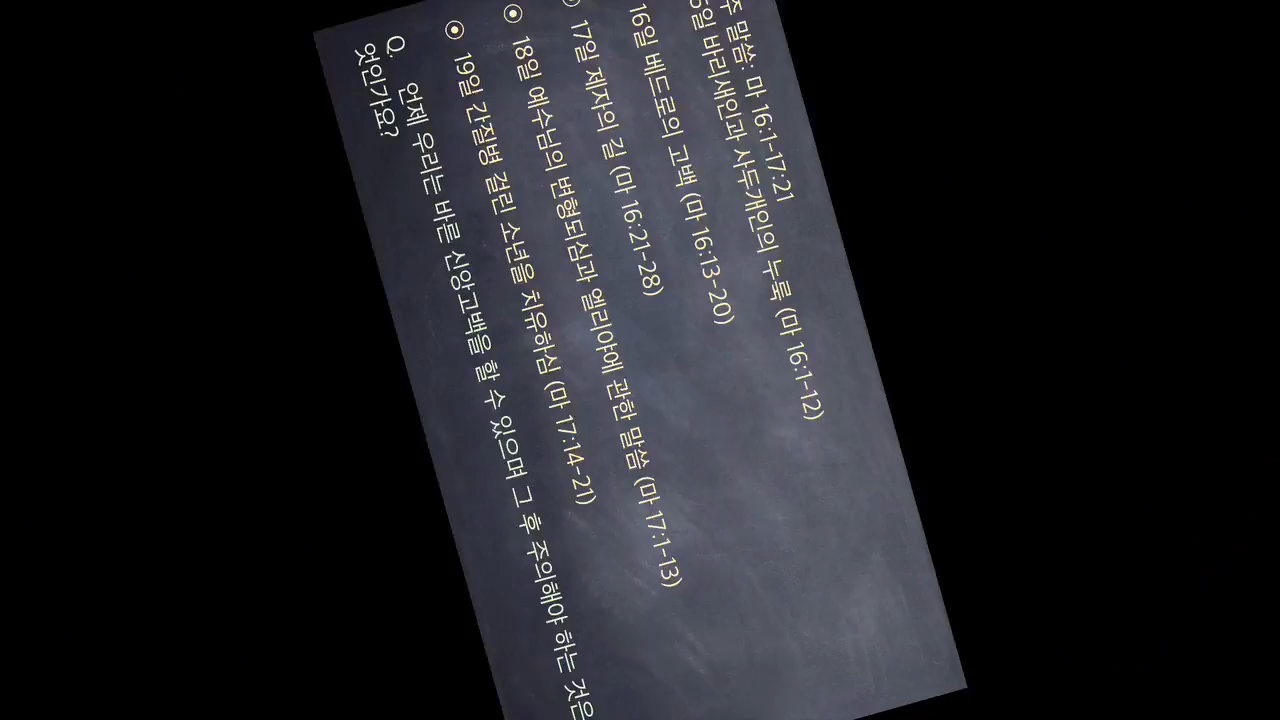 주 말씀: 마 16:1-17:21
5일 바리새인과 사두개인의 누룩 (마 16:1-12)
16일 베드로의 고백 (마 16:13-20)
17일 제자의 길 (마 16:21-28)
18일 예수님의 변형되심과 엘리야에 관한 말씀 (마 17:1-13)
19일 간질병 걸린 소년을 치유하심 (마 17:14-21)
Q. 언제 우리는 바른 신앙고백을 할 수 있으며 그 후 주의해야 하는 것은
엇인가요?